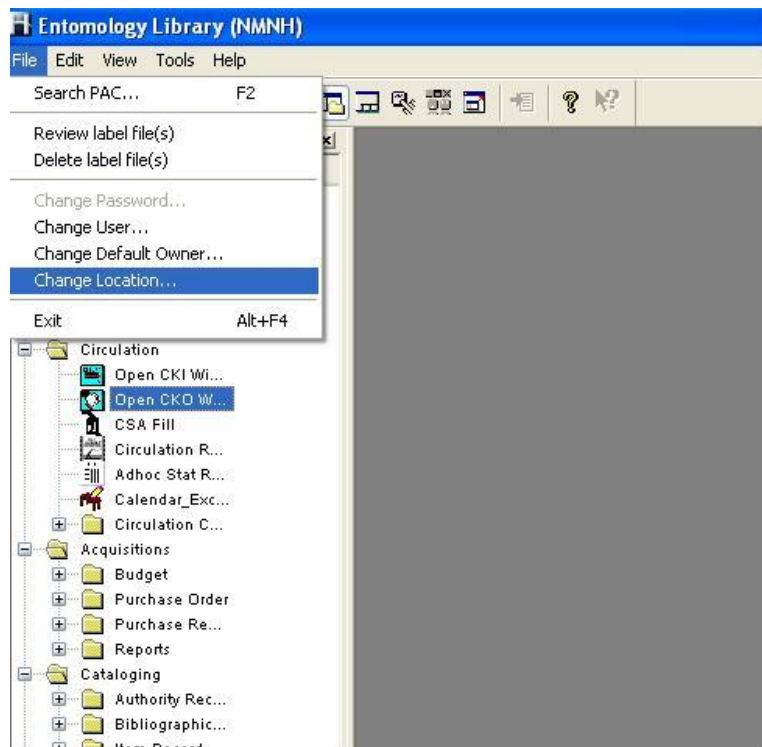 Entomology Library (NMNH)
File Edit View Tools Help
Search PAC... F2
Review label file(s)
Delete label file(s)
Change Password...
Change User...
Change Default Owner...
Change Location...
Exit Alt+F4
Circulation
Open CKI Wi...
Open CKO W...
CSA Fill
Circulation R...
Adhoc Stat R...
Calendar_Exc...
Circulation C...
Acquisitions
Budget
Purchase Order
Purchase Re...
Reports
Cataloging
Authority Rec...
Bibliographic...